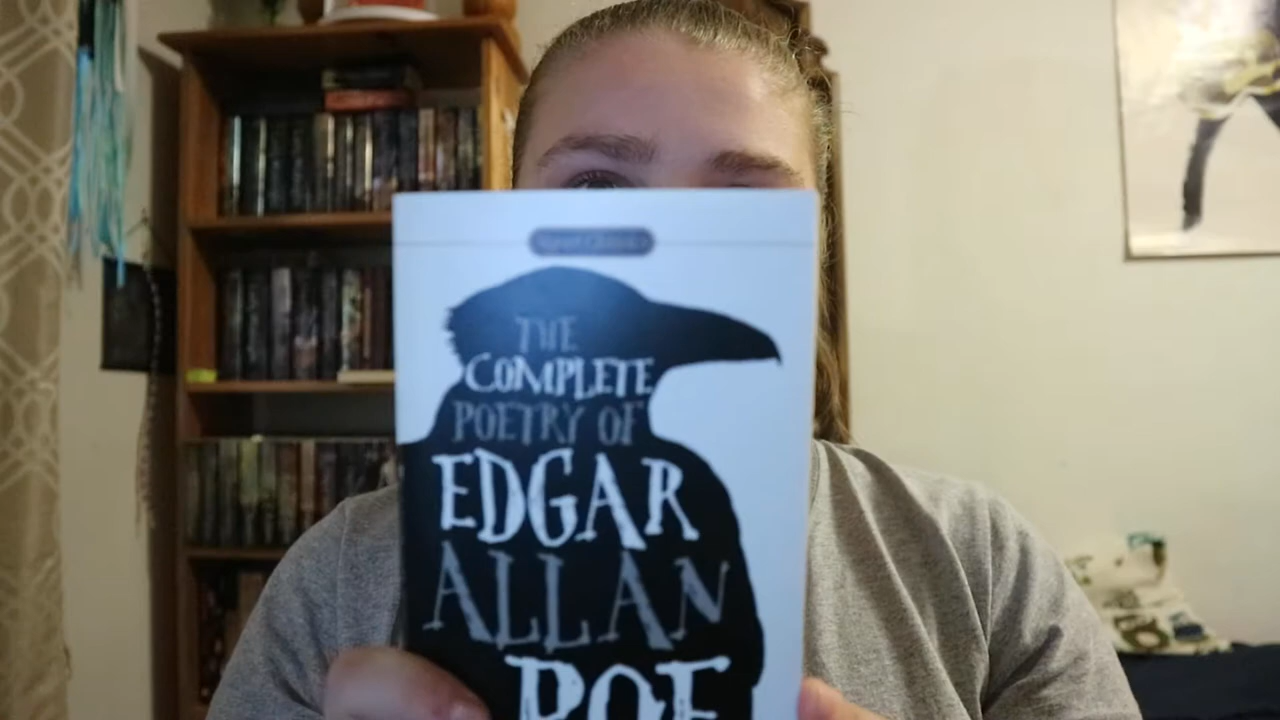 THE
COMPLETE
POETRY OF
EDGAR
ALLAN
POE